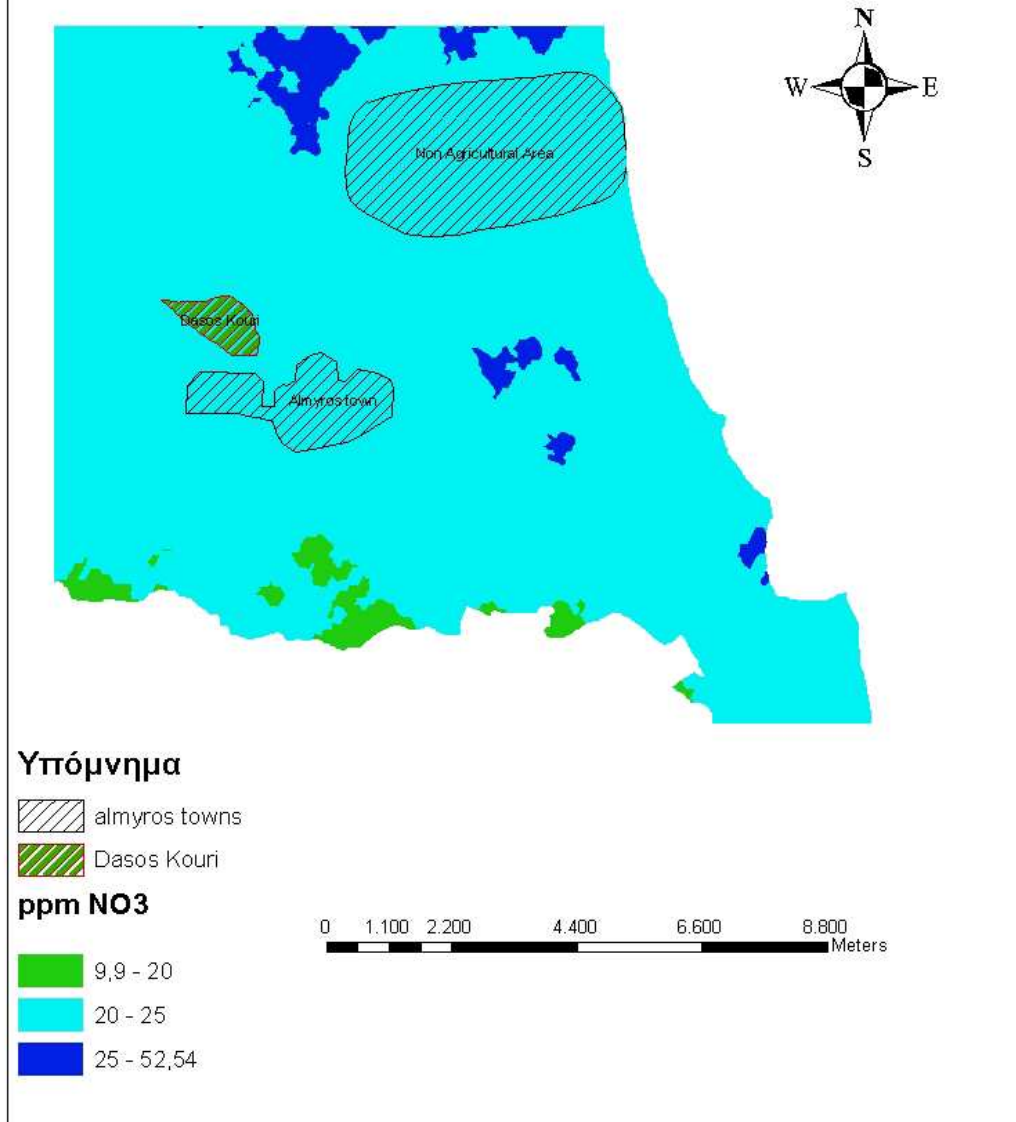 N
W E
S
Non Agricultural Area
Dasos Kouri
Almyros town
Υπόμνημα
almyros towns
Dasos Kouri
ppm NO3
0 1.100 2.200 4.400 6.600 8.800
Meters
9,9 - 20
20 - 25
25 - 52,54